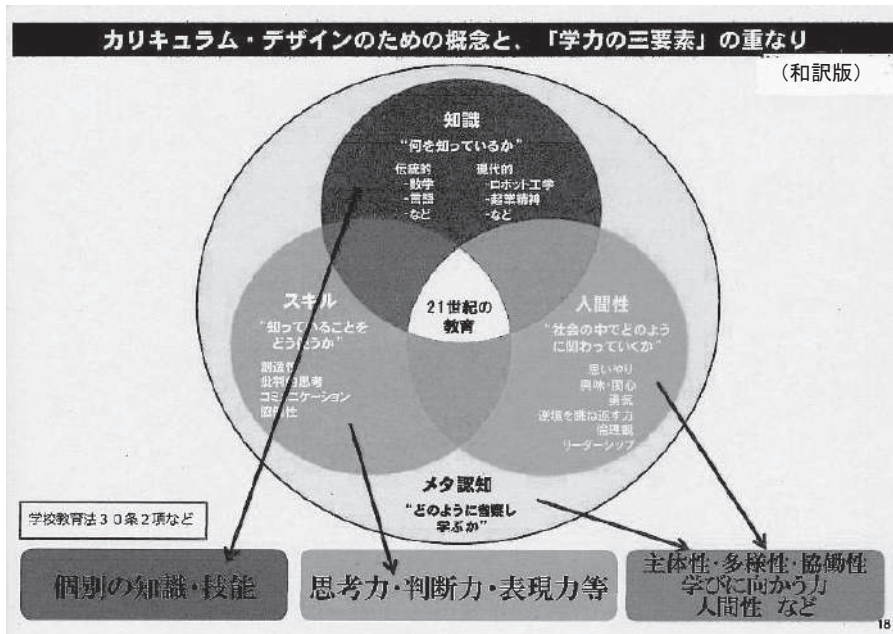 カリキュラム・デザインのための概念と、「学力の三要素」の重なり
(和訳版)
知識
“何を知っているか”
伝統的
-数学
-言語
-など
現代的
-ロボット工学
-起業精神
-など
スキル
“知っていることを
どう使うか”
創造性
批判的思考
コミュニケーション
協働性
21世紀の
教育
人間性
“社会の中でどのよう
に関わっていくか”
思いやり
興味・関心
勇気
逆境を跳ね返す力
倫理観
リーダーシップ
メタ認知
“どのように省察し
学ぶか”
学校教育法30条2項など
個別の知識・技能
思考力・判断力・表現力等
主体性・多様性・協働性
学びに向かう力
人間性 など
18